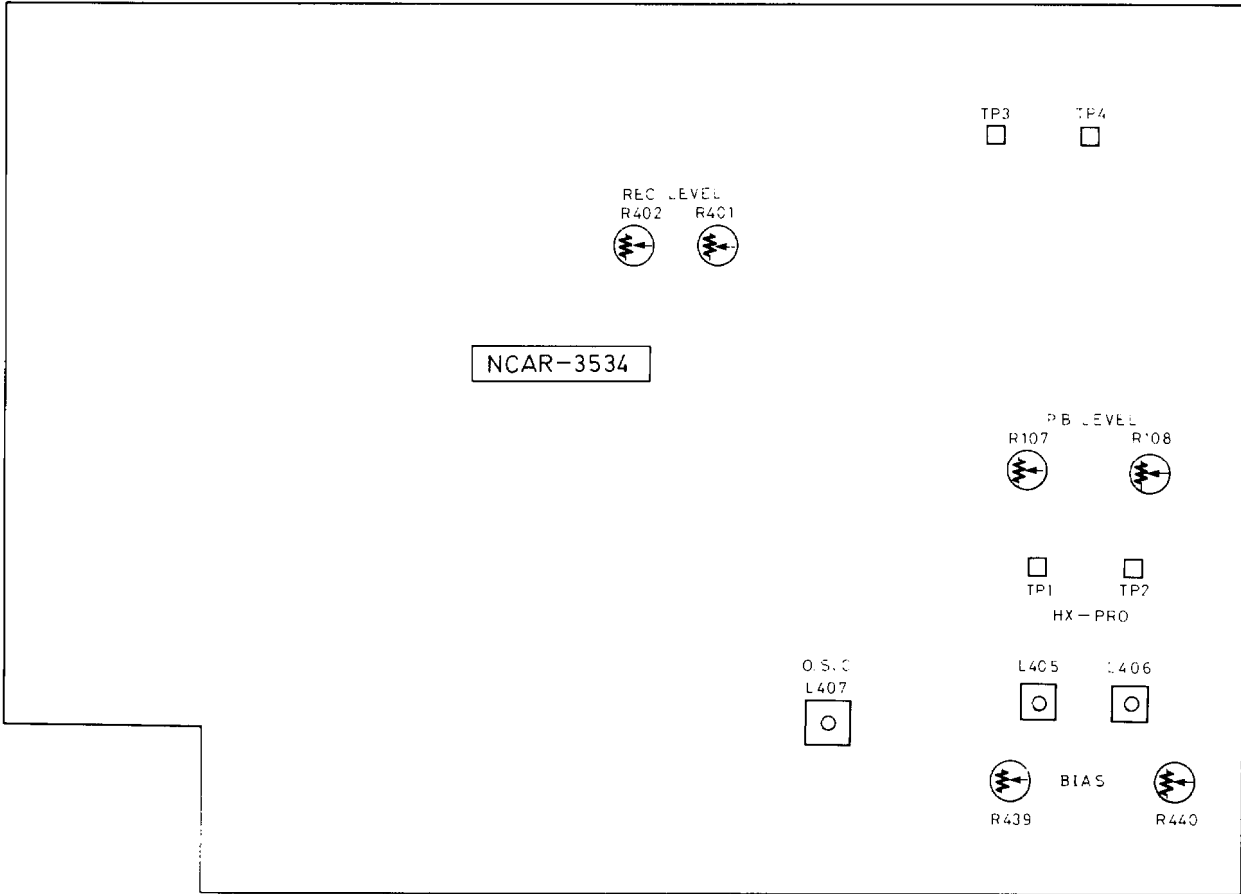 TP3 TP4
REC LEVEL
R402 R401
NCAR-3534
PB LEVEL
R107 R108
TP1 TP2
HX-PRO
O.S.C L405 L406
L407
BIAS
R439 R440